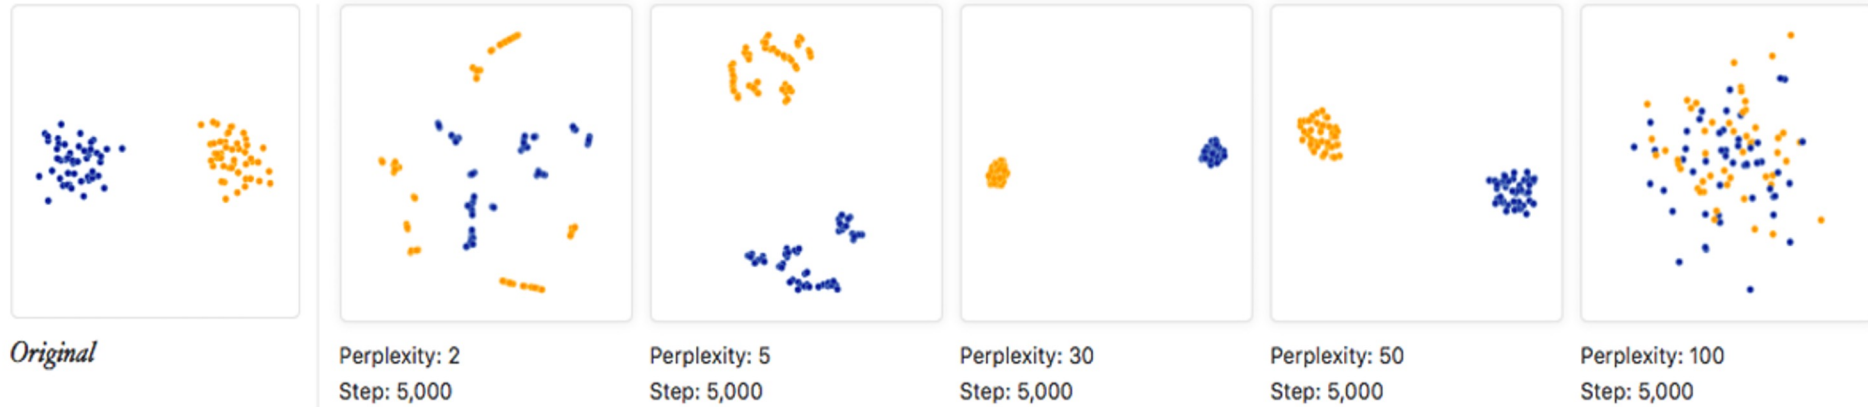 Original
Perplexity: 2
Step: 5,000
Perplexity: 5
Step: 5,000
Perplexity: 30
Step: 5,000
Perplexity: 50
Step: 5,000
Perplexity: 100
Step: 5,000